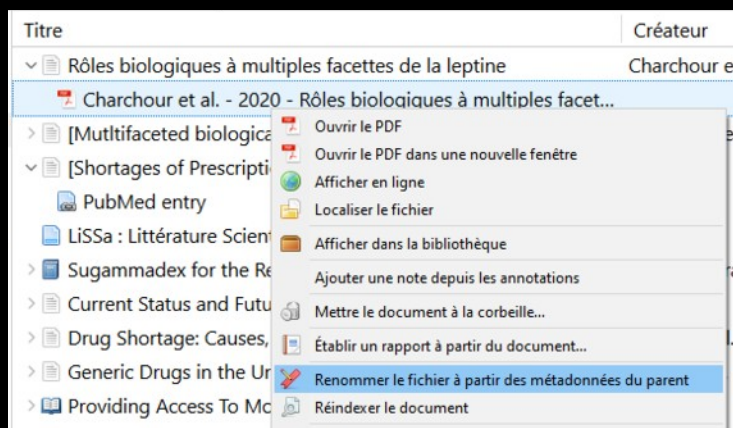 Titre Créateur
Rôles biologiques à multiples facettes de la leptine Charchour e
Charchour et al. - 2020 - Rôles biologiques à multiples facet...
[Mutltifaceted biologica
Ouvrir le PDF
Ouvrir le PDF dans une nouvelle fenêtre
[Shortages of Prescripti
Afficher en ligne
PubMed entry
Localiser le fichier
LiSSa : Littérature Scient
Afficher dans la bibliothèque
Sugammadex for the Re
Ajouter une note depuis les annotations
Current Status and Futu
Mettre le document à la corbeille...
Drug Shortage: Causes,
Établir un rapport à partir du document...
Generic Drugs in the Un
Renommer le fichier à partir des métadonnées du parent
Providing Access To Mo
Réindexer le document